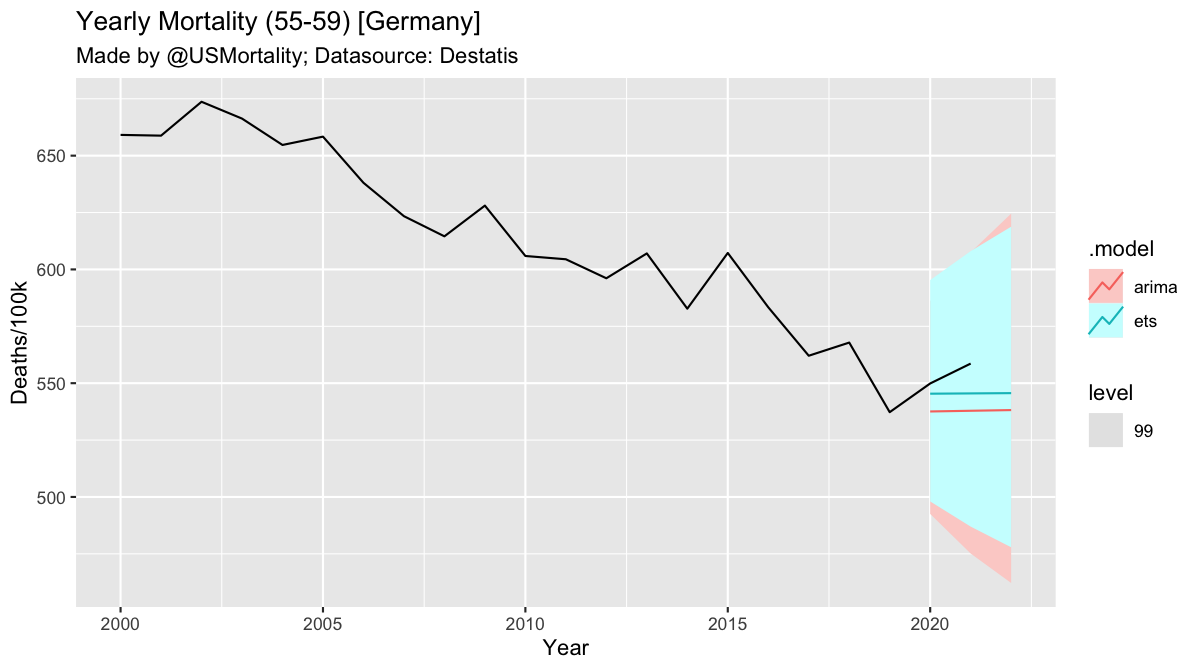 Yearly Mortality (55-59) [Germany]
Made by @USMortality; Datasource: Destatis
Deaths/100k
650
600
550
500
2000
2005
2010
2015
2020
Year
.model
arima
ets
level
99